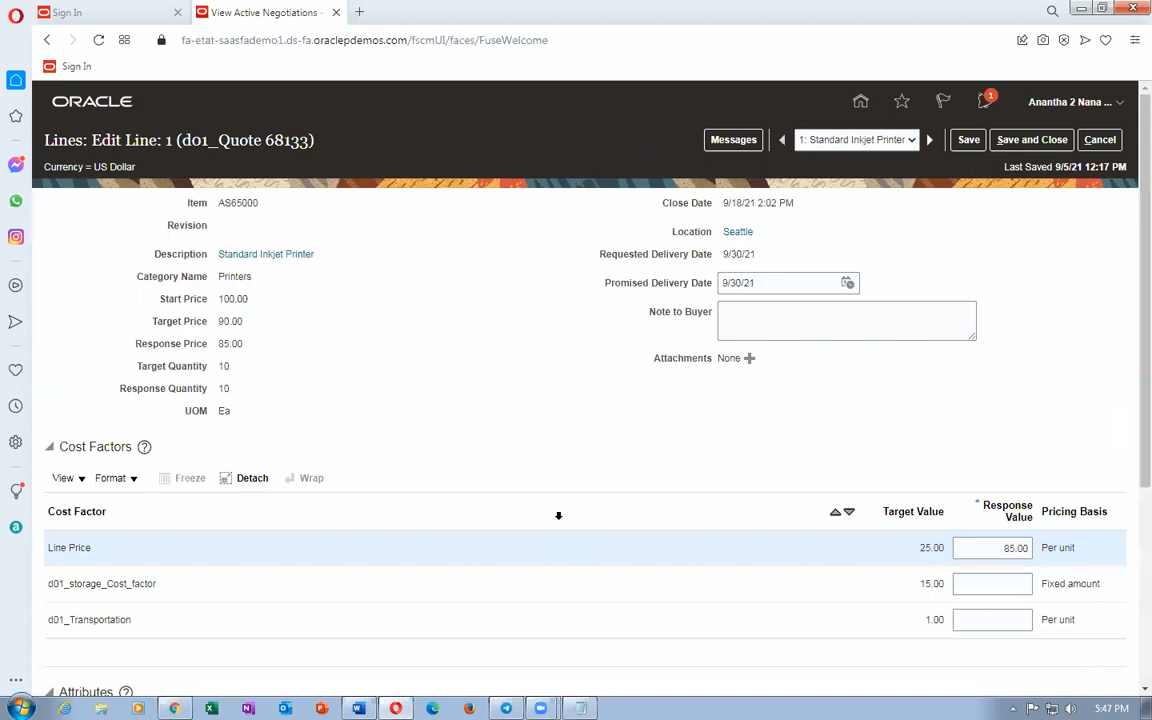 Sign In
View Active Negotiations -
fa-etat-saasfademo1.ds-fa.oraclepdemos.com/fscmUI/faces/FuseWelcome
Sign In
ORACLE
1
Anantha 2 Nana ...
Lines: Edit Line: 1 (d01_Quote 68133)
Messages
1: Standard Inkjet Printer
Save
Save and Close
Cancel
Currency = US Dollar
Last Saved 9/5/21 12:17 PM
Item AS65000
Close Date 9/18/21 2:02 PM
Revision
Location Seattle
Description Standard Inkjet Printer
Requested Delivery Date 9/30/21
Category Name Printers
Promised Delivery Date 9/30/21
Start Price 100.00
Note to Buyer
Target Price 90.00
Response Price 85.00
Attachments None
Target Quantity 10
Response Quantity 10
UOM Ea
Cost Factors ?
View Format Freeze Detach Wrap
Cost Factor Target Value * Response Value Pricing Basis
Line Price 25.00 85.00 Per unit
d01_storage_Cost_factor 15.00 Fixed amount
d01_Transportation 1.00 Per unit
Attributes ?
5:47 PM